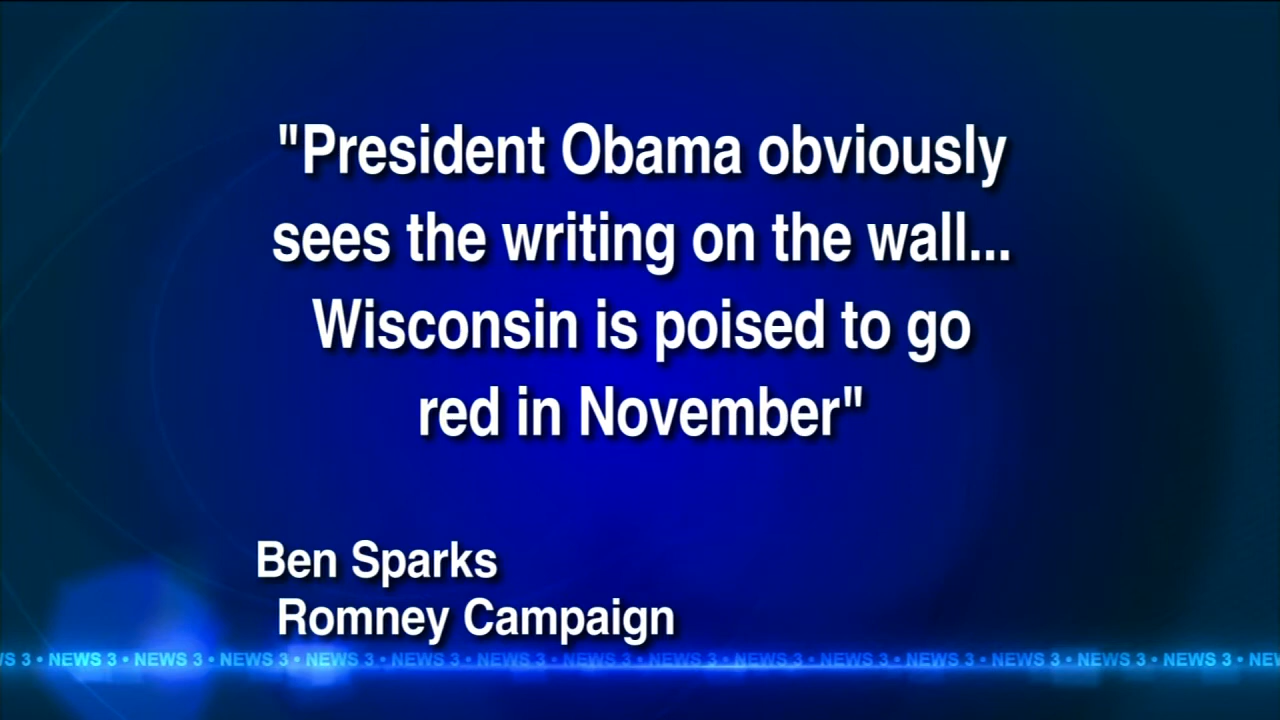 "President Obama obviously
sees the writing on the wall...
Wisconsin is poised to go
red in November"
Ben Sparks
Romney Campaign
WS 3 • NEWS 3 • NEWS 3 • NEWS 3 • NEWS 3 • NEWS 3 • NEWS 3 • NEWS 3 • NEWS 3 • NEWS 3 • NEWS 3 • NEWS 3 • NEWS 3 • NEWS 3 • NEWS 3 • NEW